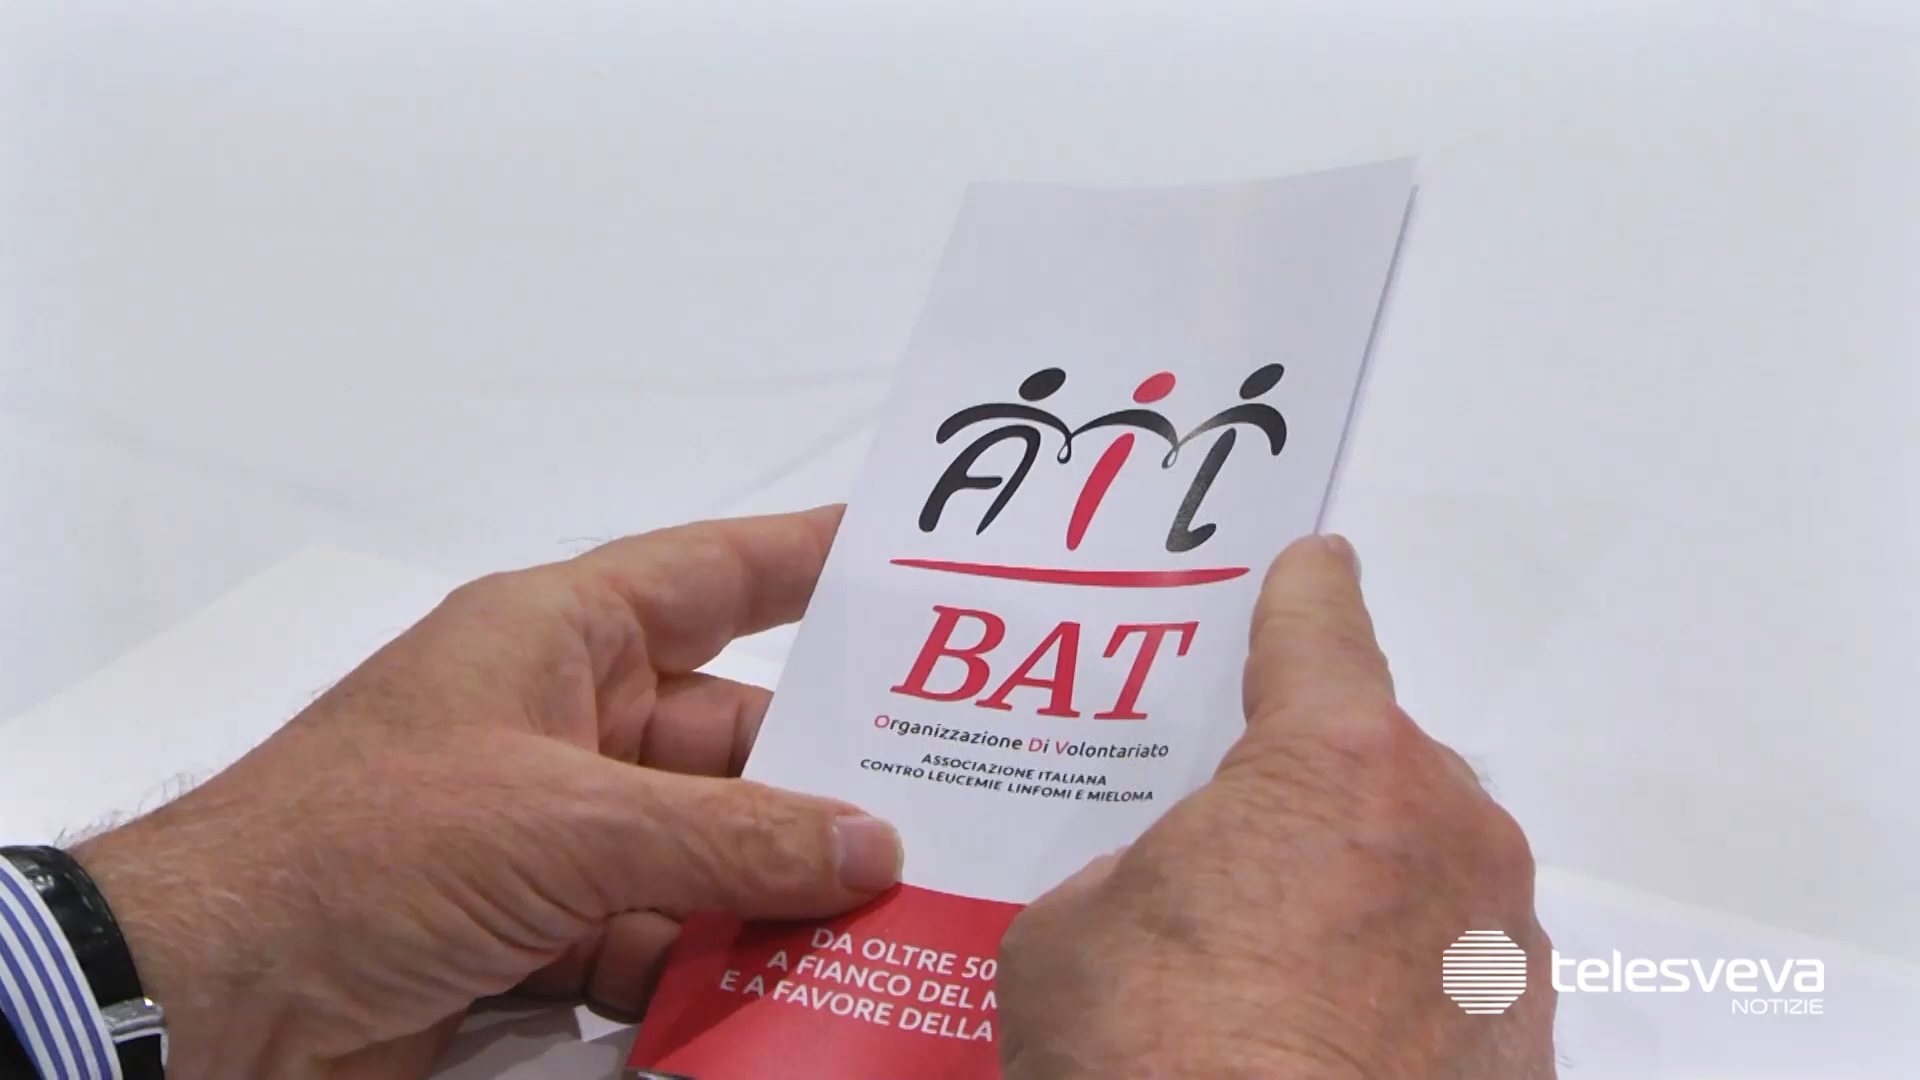 AIL
BAT
Organizzazione Di Volontariato
ASSOCIAZIONE ITALIANA
CONTRO LEUCEMIE LINFOMI E MIELOMA
DA OLTRE 50
A FIANCO DEL
E A FAVORE DELLA
telesveva
NOTIZIE